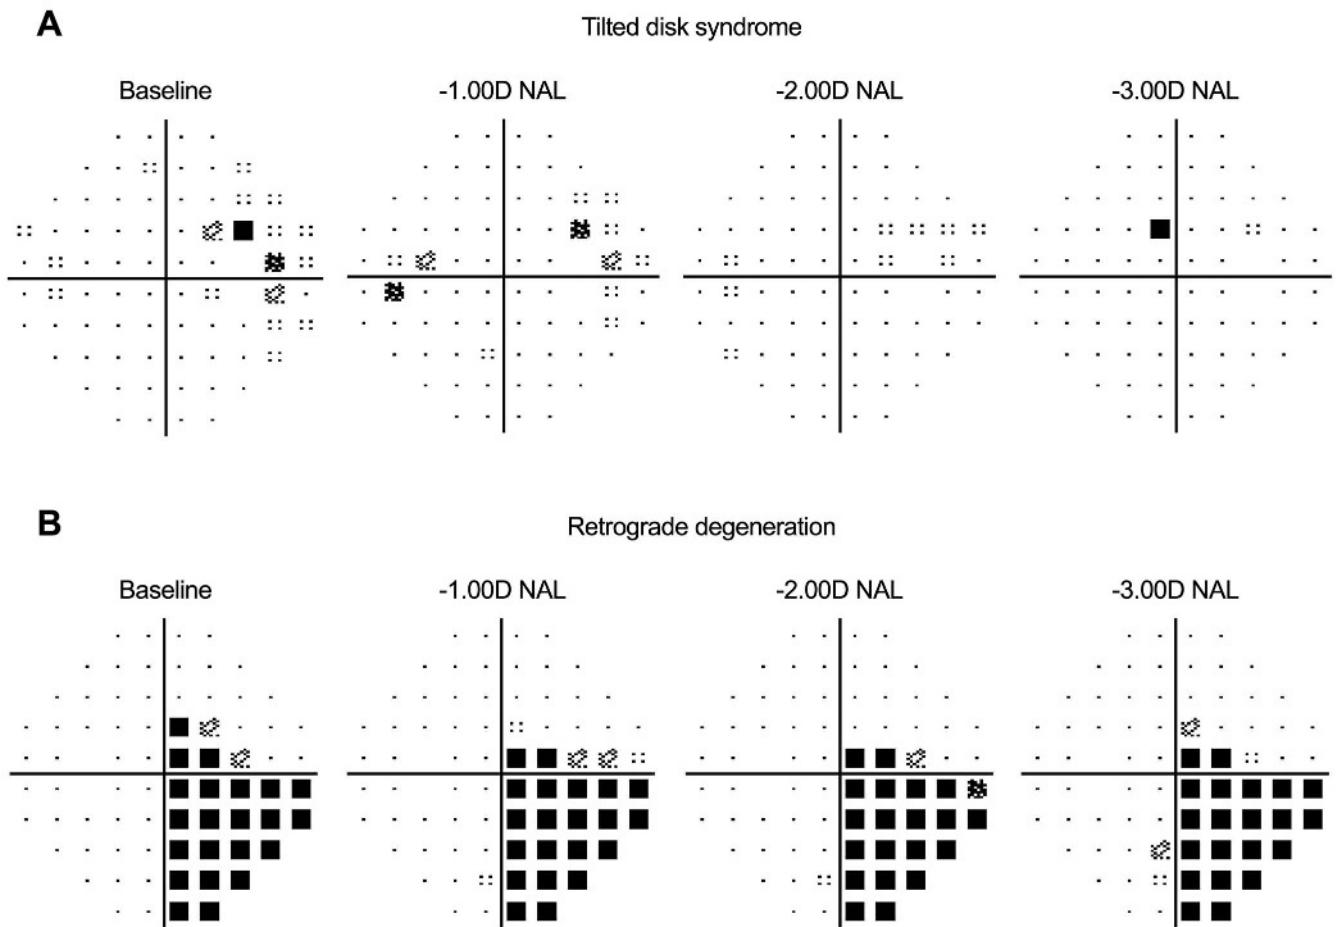 A
Tilted disk syndrome
Baseline -1.00D NAL -2.00D NAL -3.00D NAL
B
Retrograde degeneration
Baseline -1.00D NAL -2.00D NAL -3.00D NAL